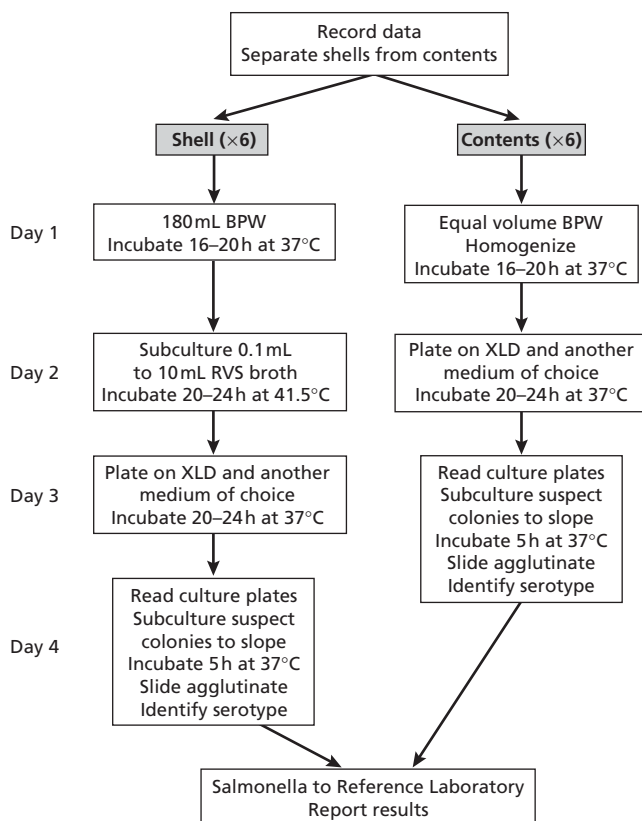 Record data
Separate shells from contents
Shell (×6)
Contents (×6)
Day 1
180 mL BPW
Incubate 16–20 h at 37°C
Equal volume BPW
Homogenize
Incubate 16–20 h at 37°C
Day 2
Subculture 0.1 mL
to 10 mL RVS broth
Incubate 20–24 h at 41.5°C
Plate on XLD and another
medium of choice
Incubate 20–24 h at 37°C
Day 3
Plate on XLD and another
medium of choice
Incubate 20–24 h at 37°C
Read culture plates
Subculture suspect
colonies to slope
Incubate 5 h at 37°C
Slide agglutinate
Identify serotype
Day 4
Read culture plates
Subculture suspect
colonies to slope
Incubate 5 h at 37°C
Slide agglutinate
Identify serotype
Salmonella to Reference Laboratory
Report results